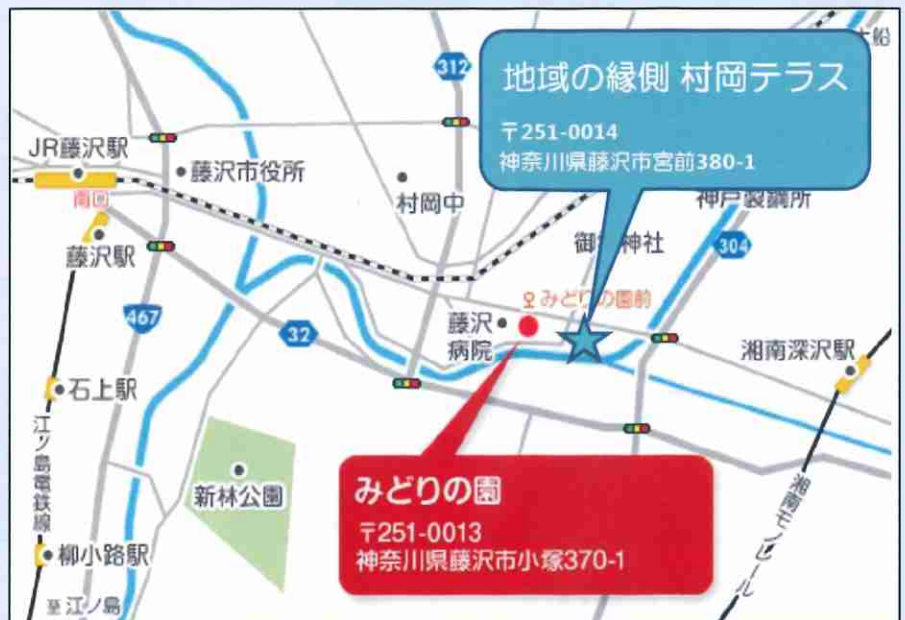 大船
312
地域の縁側 村岡テラス
〒251-0014
神奈川県藤沢市宮前380-1
JR藤沢駅
藤沢市役所
南口
村岡中
神戸製鋼所
藤沢駅
神社
304
みどりの園前
467
32
藤沢
病院
湘南深沢駅
石上駅
江ノ島電鉄線
みどりの園
〒251-0013
神奈川県藤沢市小塚370-1
新林公園
湘南モノレール
柳小路駅
至 江ノ島